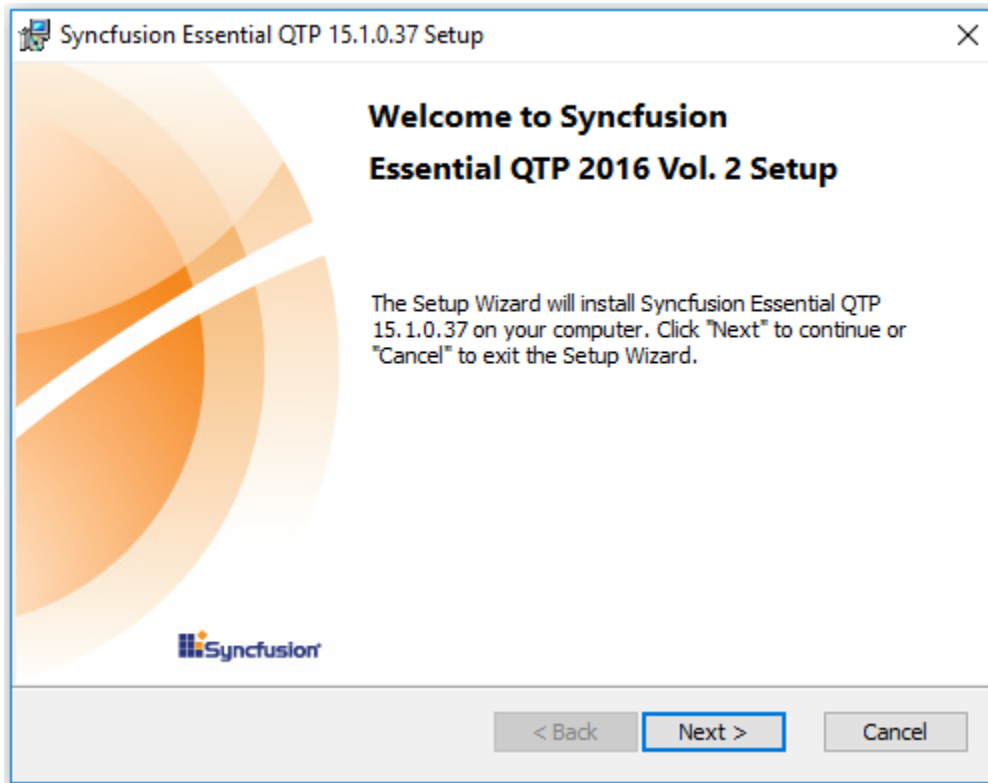 Syncfusion Essential QTP 15.1.0.37 Setup
Welcome to Syncfusion
Essential QTP 2016 Vol. 2 Setup
The Setup Wizard will install Syncfusion Essential QTP
15.1.0.37 on your computer. Click "Next" to continue or
"Cancel" to exit the Setup Wizard.
Syncfusion
< Back
Next >
Cancel